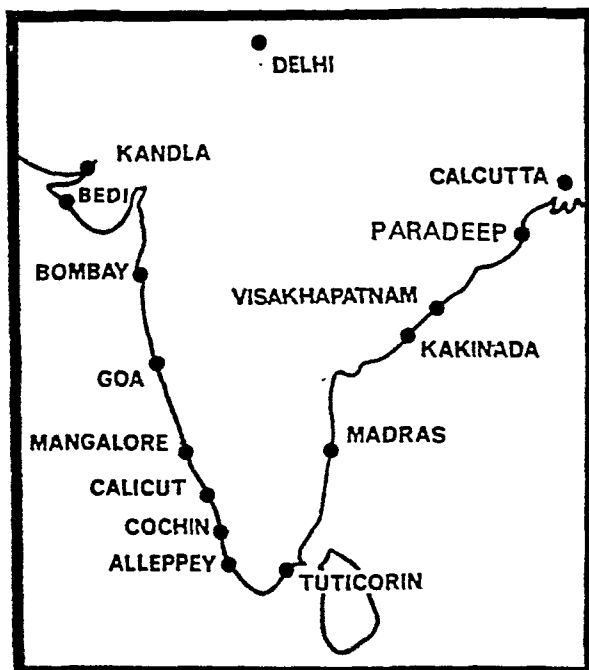 DELHI
KANDLA
CALCUTTA
BEDI
PARADEEP
BOMBAY
VISAKHAPATNAM
KAKINADA
GOA
MANGALORE
MADRAS
CALICUT
COCHIN
ALLEPPEY
TUTICORIN